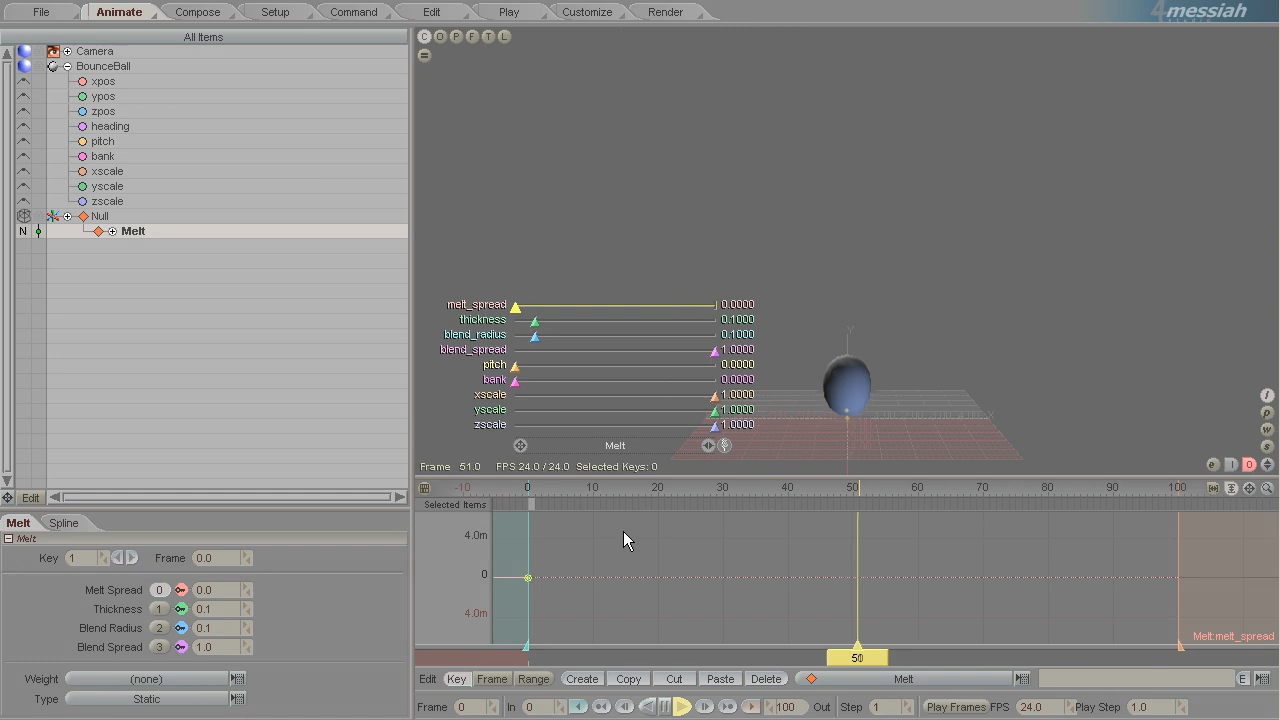 File Animate Compose Setup Command Edit Play Customize Render
4messiah
All Items
C O P F T L
Camera
BounceBall
xpos
ypos
zpos
heading
pitch
bank
xscale
yscale
zscale
Null
N Melt
melt_spread 0.0000
thickness 0.1000
blend_radius 0.1000
blend_spread 1.0000
pitch 0.0000
bank 0.0000
xscale 1.0000
yscale 1.0000
zscale 1.0000
Melt
Frame 51.0 FPS 24.0 / 24.0 Selected Keys: 0
Edit
-10 0 10 20 30 40 50 60 70 80 90 100
Selected Items
4.0m
0
4.0m
Melt:melt_spread
50
Melt Spline
Melt
Key 1 Frame 0.0
Melt Spread 0 0.0
Thickness 1 0.1
Blend Radius 2 0.1
Blend Spread 3 1.0
Weight (none)
Type Static
Edit Key Frame Range Create Copy Cut Paste Delete Melt E
Frame 0 In 0 100 Out Step 1 Play Frames FPS 24.0 Play Step 1.0